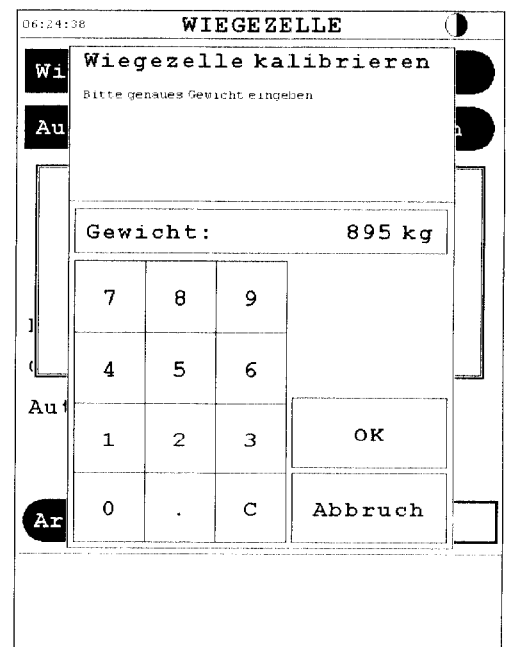 06:24:38 WIEGEZELLE
Wi
Wiegezelle kalibrieren
Bitte genaues Gewicht eingeben
Au
Gewicht: 895 kg
7 8 9
4 5 6
Aut
1 2 3 OK
0 . C Abbruch
Ar